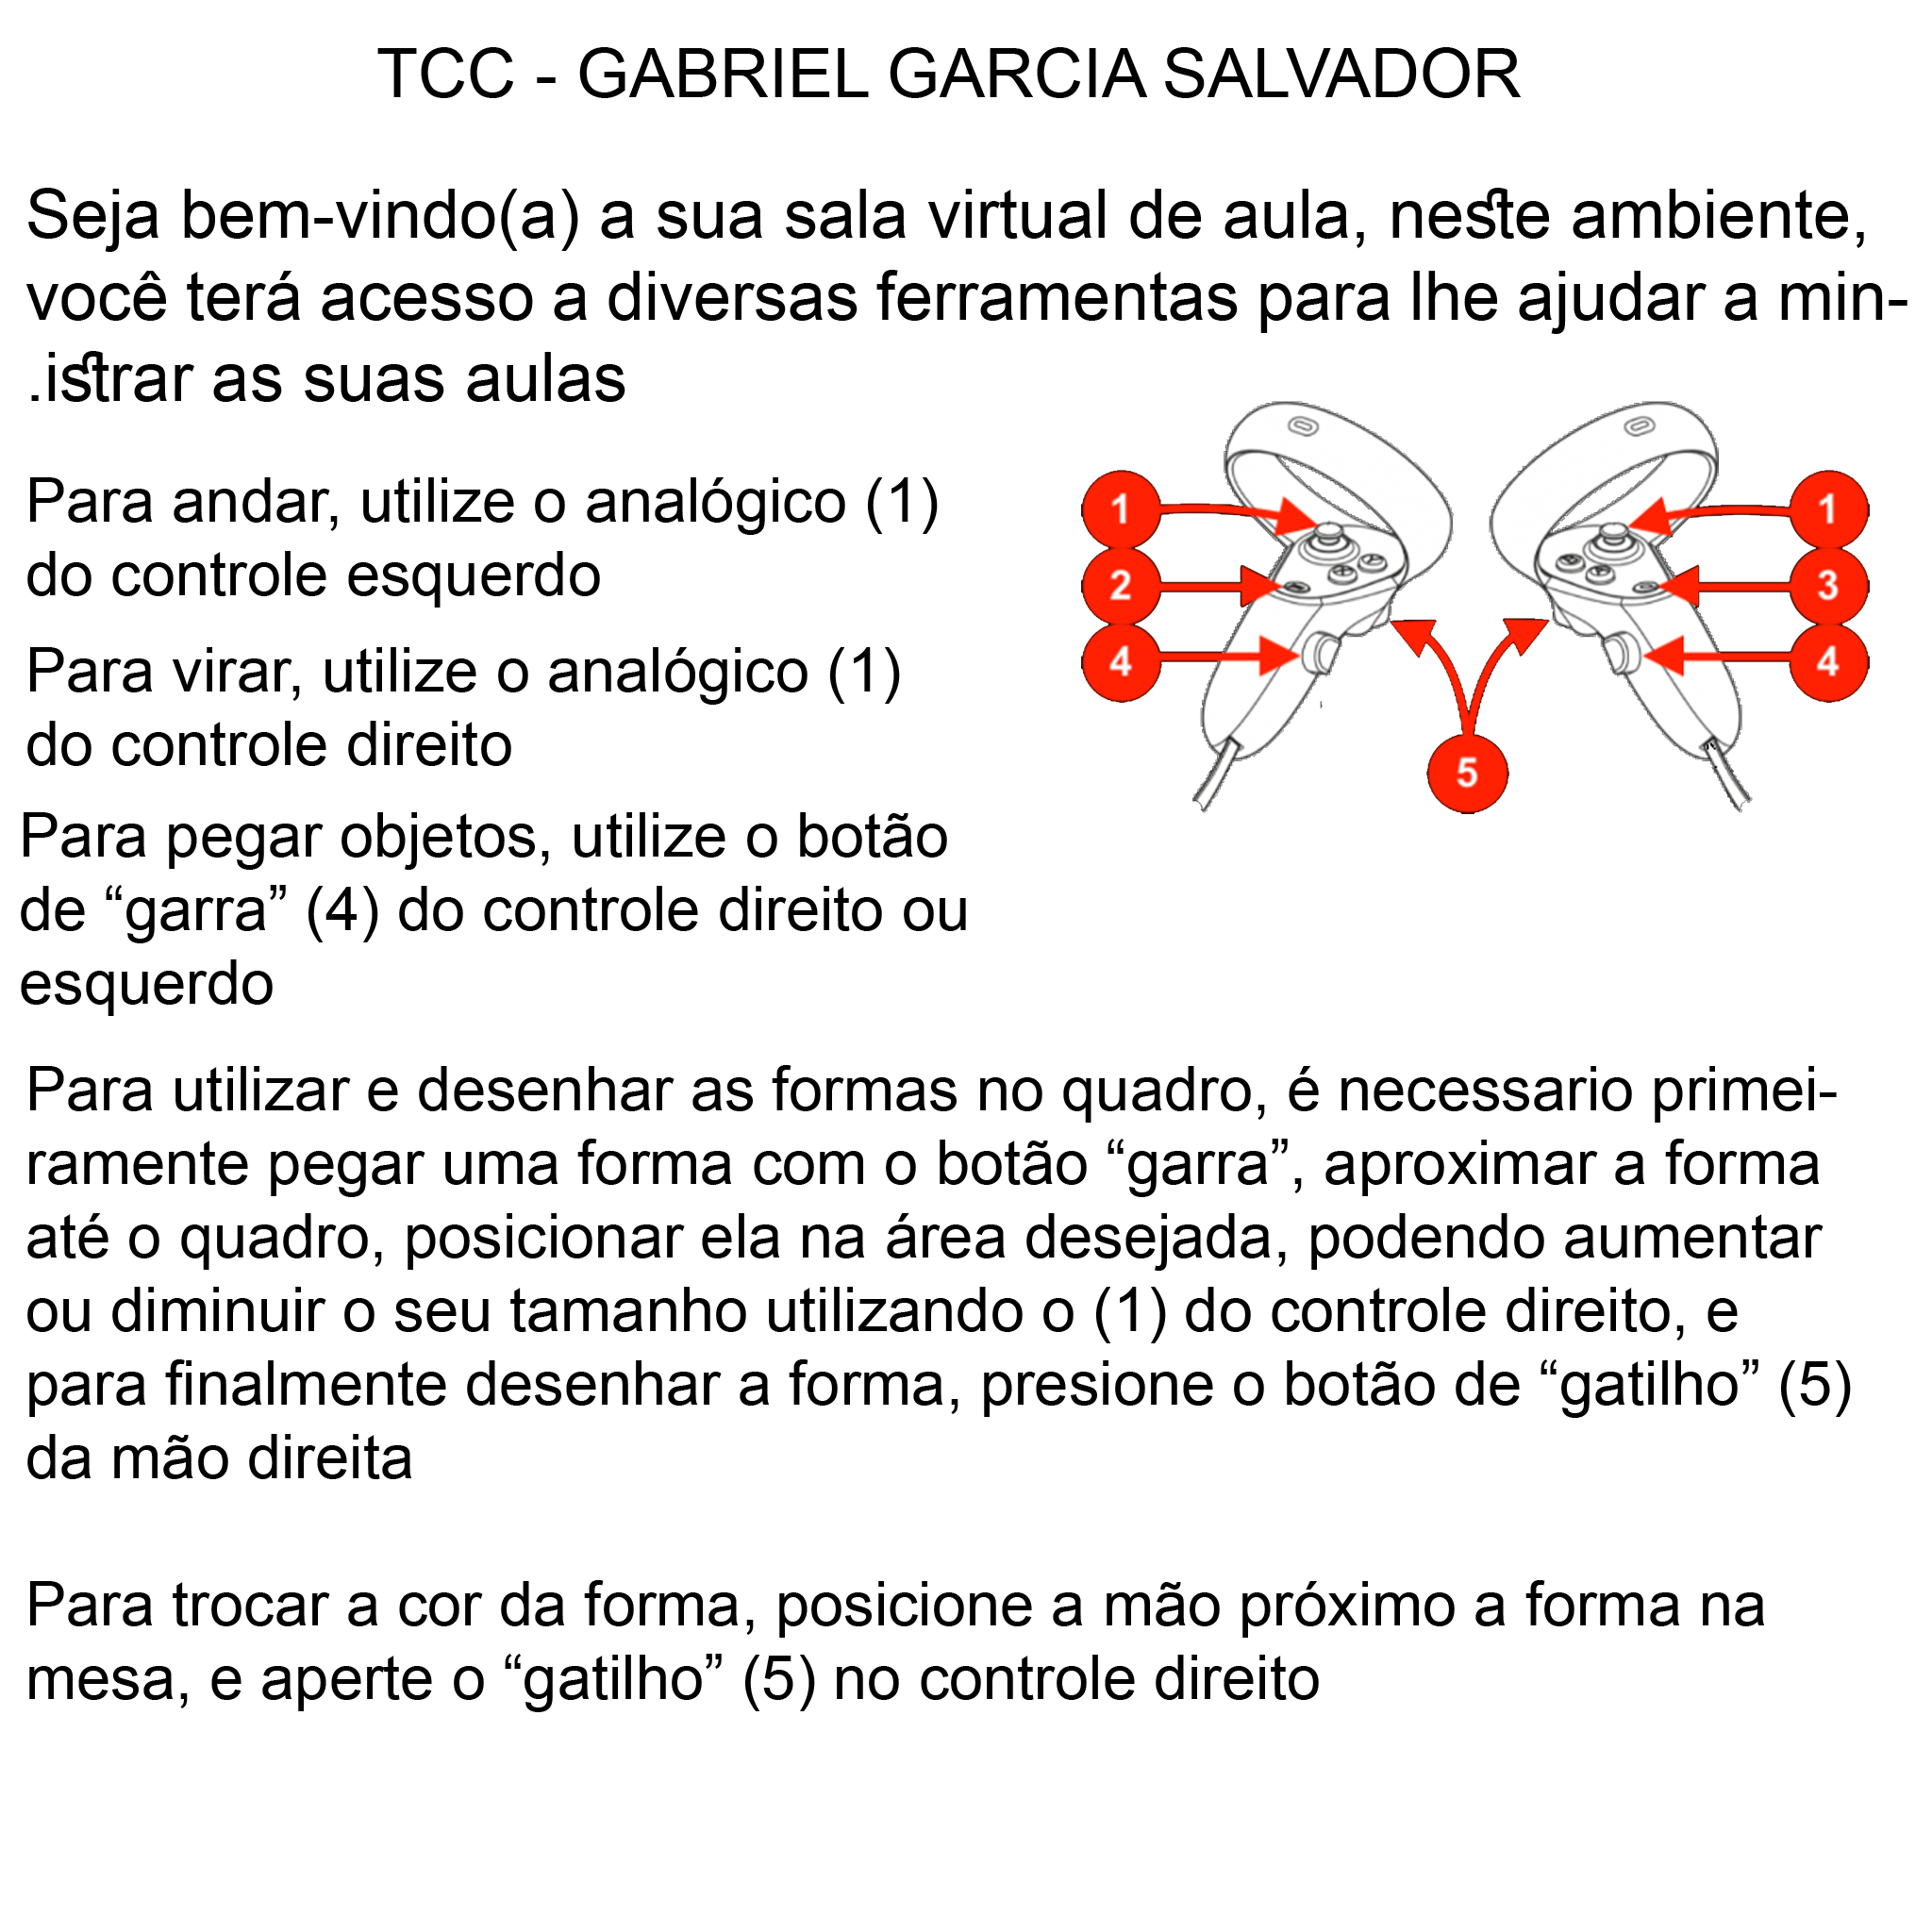 TCC - GABRIEL GARCIA SALVADOR
Seja bem-vindo(a) a sua sala virtual de aula, neste ambiente,
você terá acesso a diversas ferramentas para lhe ajudar a min-
.istrar as suas aulas
Para andar, utilize o analógico (1)
do controle esquerdo
Para virar, utilize o analógico (1)
do controle direito
Para pegar objetos, utilize o botão
de “garra” (4) do controle direito ou
esquerdo
1
1
2
3
4
4
5
Para utilizar e desenhar as formas no quadro, é necessario primei-
ramente pegar uma forma com o botão “garra”, aproximar a forma
até o quadro, posicionar ela na área desejada, podendo aumentar
ou diminuir o seu tamanho utilizando o (1) do controle direito, e
para finalmente desenhar a forma, presione o botão de “gatilho” (5)
da mão direita
Para trocar a cor da forma, posicione a mão próximo a forma na
mesa, e aperte o “gatilho” (5) no controle direito